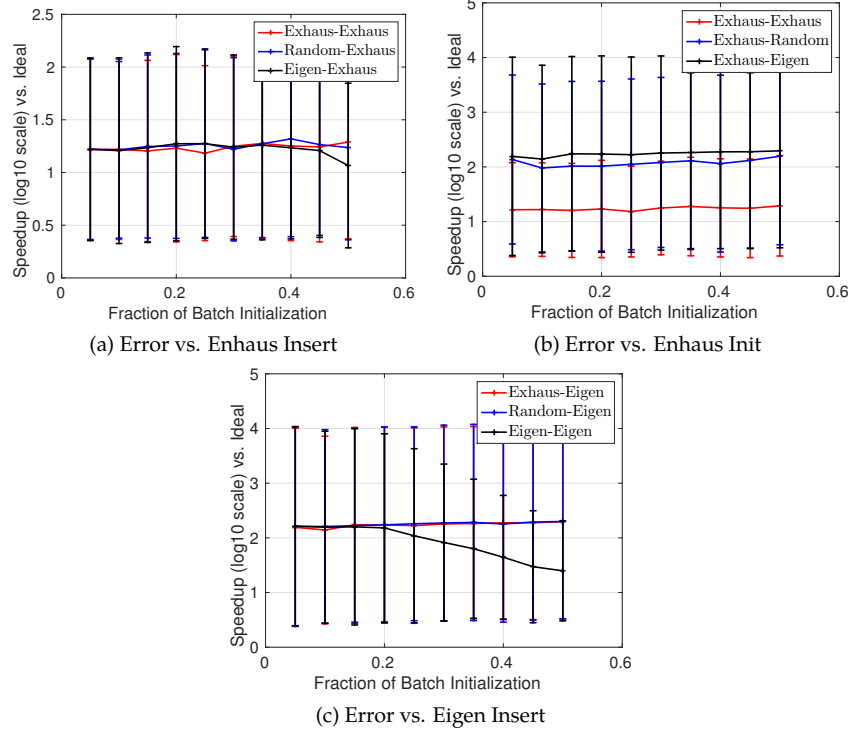 2.5
2
1.5
1
0.5
0
0
0.2
0.4
0.6
Speedup (log10 scale) vs. Ideal
Fraction of Batch Initialization
Exhaus-Exhaus
Random-Exhaus
Eigen-Exhaus
(a) Error vs. Enhaus Insert
5
4
3
2
1
0
0
0.2
0.4
0.6
Speedup (log10 scale) vs. Ideal
Fraction of Batch Initialization
Exhaus-Exhaus
Exhaus-Random
Exhaus-Eigen
(b) Error vs. Enhaus Init
5
4
3
2
1
0
0
0.2
0.4
0.6
Speedup (log10 scale) vs. Ideal
Fraction of Batch Initialization
Exhaus-Eigen
Random-Eigen
Eigen-Eigen
(c) Error vs. Eigen Insert